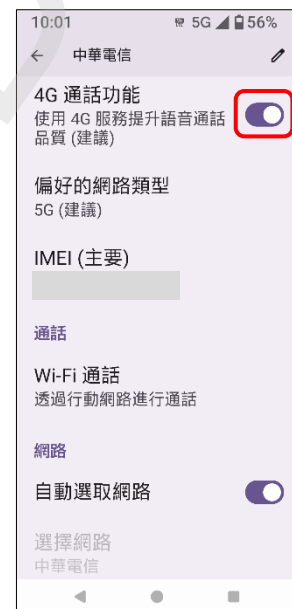 10:01 5G 56%
中華電信
4G 通話功能
使用 4G 服務提升語音通話
品質 (建議)
偏好的網路類型
5G (建議)
IMEI (主要)
通話
Wi-Fi 通話
透過行動網路進行通話
網路
自動選取網路
選擇網路
中華電信